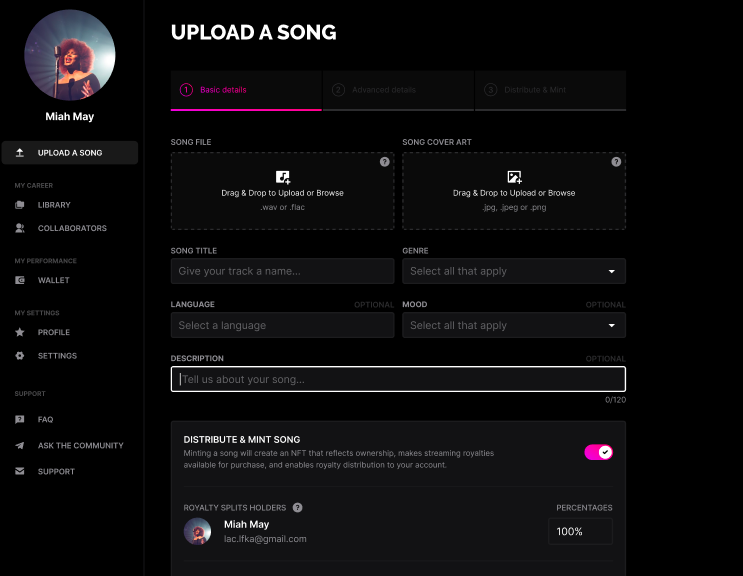 UPLOAD A SONG
Miah May
UPLOAD A SONG
MY CAREER
LIBRARY
COLLABORATORS
MY PERFORMANCE
WALLET
MY SETTINGS
PROFILE
SETTINGS
SUPPORT
FAQ
ASK THE COMMUNITY
SUPPORT
1 Basic details
2 Advanced details
3 Distribute & Mint
SONG FILE
?
Drag & Drop to Upload or Browse
.wav or .flac
SONG COVER ART
?
Drag & Drop to Upload or Browse
.jpg, .jpeg or .png
SONG TITLE
Give your track a name...
GENRE
Select all that apply
LANGUAGE OPTIONAL
Select a language
MOOD OPTIONAL
Select all that apply
DESCRIPTION OPTIONAL
Tell us about your song...
0/120
DISTRIBUTE & MINT SONG
Minting a song will create an NFT that reflects ownership, makes streaming royalties
available for purchase, and enables royalty distribution to your account.
ROYALTY SPLITS HOLDERS ? PERCENTAGES
Miah May
lac.lfka@gmail.com
100%